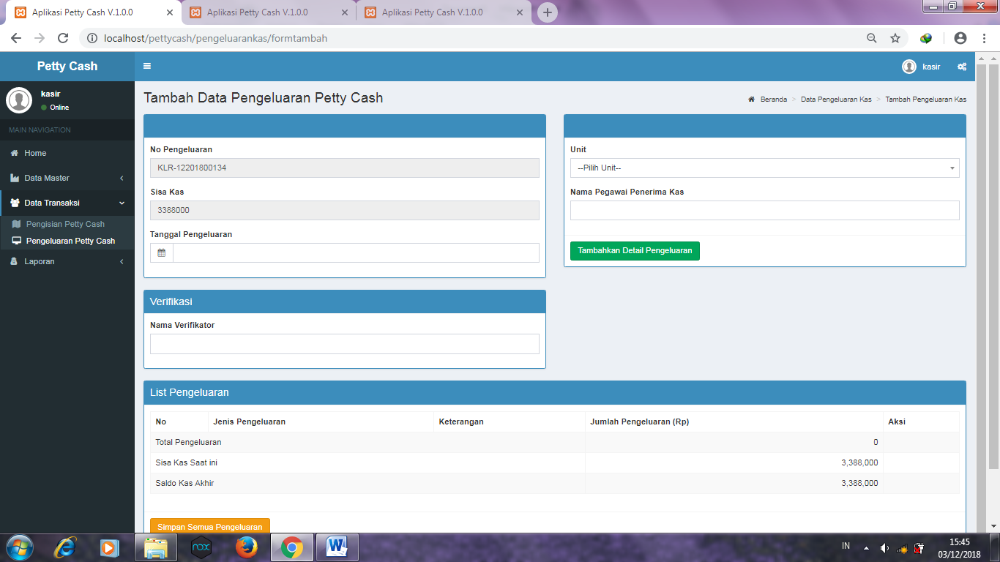 Aplikasi Petty Cash V.1.0.0
Aplikasi Petty Cash V.1.0.0
Aplikasi Petty Cash V.1.0.0
localhost/pettycash/pengeluarankas/formtambah
Petty Cash
kasir
kasir
Online
MAIN NAVIGATION
Home
Data Master
Data Transaksi
Pengisian Petty Cash
Pengeluaran Petty Cash
Laporan
Tambah Data Pengeluaran Petty Cash
Beranda > Data Pengeluaran Kas > Tambah Pengeluaran Kas
No Pengeluaran
KLR-12201800134
Sisa Kas
3388000
Tanggal Pengeluaran
Unit
--Pilih Unit--
Nama Pegawai Penerima Kas
Tambahkan Detail Pengeluaran
Verifikasi
Nama Verifikator
List Pengeluaran
No Jenis Pengeluaran Keterangan Jumlah Pengeluaran (Rp) Aksi
Total Pengeluaran 0
Sisa Kas Saat ini 3,388,000
Saldo Kas Akhir 3,388,000
Simpan Semua Pengeluaran
nox
IN
15:45
03/12/2018